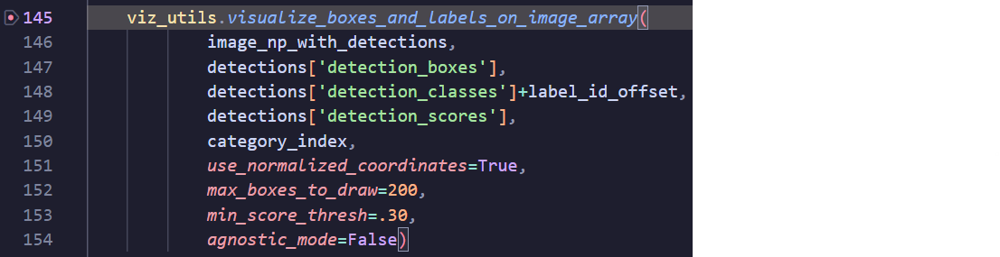 145 viz_utils.visualize_boxes_and_labels_on_image_array(
146 image_np_with_detections,
147 detections['detection_boxes'],
148 detections['detection_classes']+label_id_offset,
149 detections['detection_scores'],
150 category_index,
151 use_normalized_coordinates=True,
152 max_boxes_to_draw=200,
153 min_score_thresh=.30,
154 agnostic_mode=False)